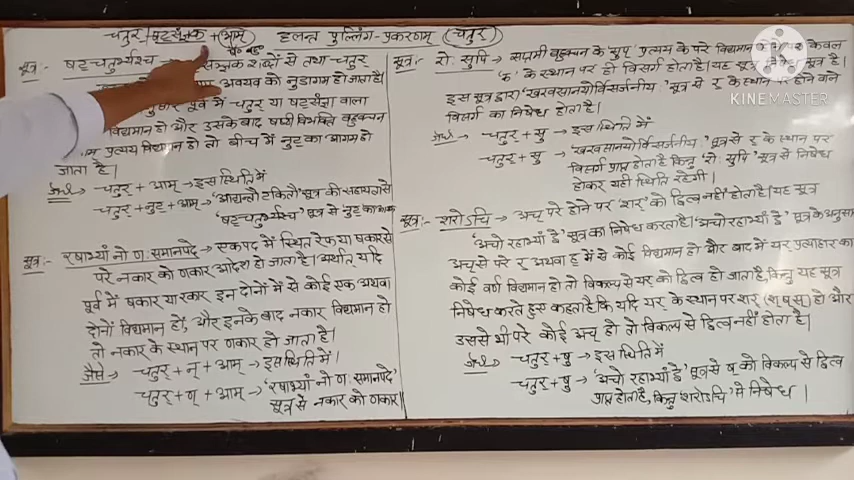 चतुर् षट्संज्ञक + (आम्) हलन्त पुल्लिंग-प्रकरणम् (चतुर्)
सूत्र:- षट्चतुर्भ्यश्च संज्ञक शब्दों से तथा चतुर्
अवयव को नुडागम हो जाता है।
पूर्व में चतुर् या षट्संज्ञा वाला
विद्यमान हो और उसके बाद षष्ठी विभक्ति बहुवचन
प्रत्यय विद्यमान हो तो बीच में नुट् का आगम हो
जाता है।
जैसे चतुर् + आम् → इस स्थिति में
चतुर् + नुट् + आम् → 'आद्यन्तौ टकितौ' सूत्र की सहायता से
'षट्चतुर्भ्यश्च' सूत्र से नुट् का आगम
सूत्र:- रषाभ्यां नो णः समानपदे → एकपद में स्थित रेफ या षकार से
परे नकार को णकार आदेश हो जाता है। अर्थात् यदि
पूर्व में षकार या रकार इन दोनों में से कोई एक अथवा
दोनों विद्यमान हों, और इनके बाद नकार विद्यमान हो
तो नकार के स्थान पर णकार हो जाता है।
जैसे → चतुर् + न् + आम् → इस स्थिति में।
चतुर् + ण् + आम् → 'रषाभ्यां नो णः समानपदे'
सूत्र से नकार को णकार।
सूत्र:- रोः सुपि → सप्तमी बहुवचन के 'सुप्' प्रत्यय के परे विद्यमान केवल
'रु' के स्थान पर ही विसर्ग होता है। यह सूत्र है।
इस सूत्र द्वारा 'खरवसानयोर्विसर्जनीयः' सूत्र से र् के स्थान पर होने वाले
विसर्ग का निषेध होता है।
जैसे चतुर् + सु → इस स्थिति में
चतुर् + सु → 'खरवसानयोर्विसर्जनीयः' सूत्र से र् के स्थान पर
विसर्ग प्राप्त होता है किन्तु 'रोः सुपि' सूत्र से निषेध
होकर यही स्थिति रहेगी।
सूत्र:- शरोऽचि → अच् परे होने पर 'शर्' को द्वित्व नहीं होता है। यह सूत्र
'अचो रहाभ्यां द्वे' सूत्र का निषेध करता है। 'अचो रहाभ्यां द्वे' सूत्र के अनुसार
अच् से परे र् अथवा ह् में से कोई विद्यमान हो और बाद में यर् प्रत्याहार का
कोई वर्ण विद्यमान हो तो विकल्प से यर् को द्वित्व हो जाता है, किन्तु यह सूत्र
निषेध करते हुए कहता है कि यदि यर् के स्थान पर शर् (श्, ष्, स्) हो और
उससे भी परे कोई अच् हो तो विकल्प से द्वित्व नहीं होता है।
जैसे चतुर् + षु → इस स्थिति में
चतुर् + षु → 'अचो रहाभ्यां द्वे' सूत्र से ष् को विकल्प से द्वित्व
प्राप्त होता है, किन्तु 'शरोऽचि' से निषेध।
Made with
KINEMASTER